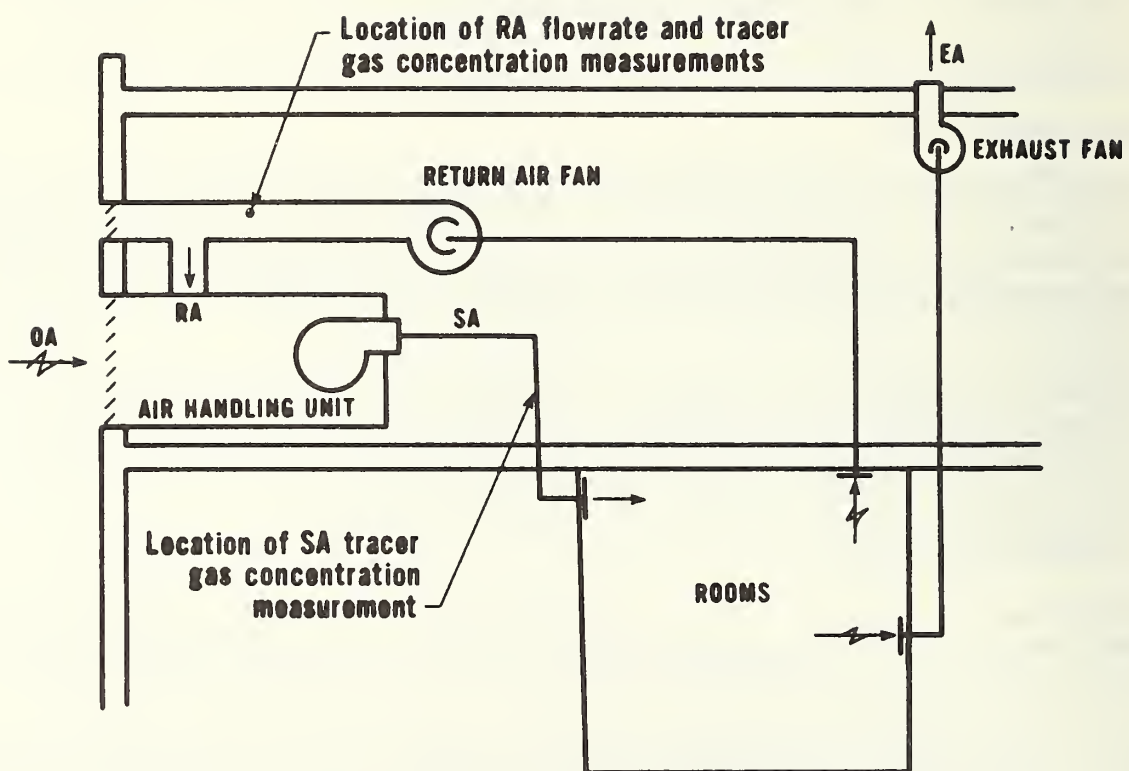 Location of RA flowrate and tracer
gas concentration measurements
EA
EXHAUST FAN
RETURN AIR FAN
RA
OA
SA
AIR HANDLING UNIT
Location of SA tracer
gas concentration
measurement
ROOMS